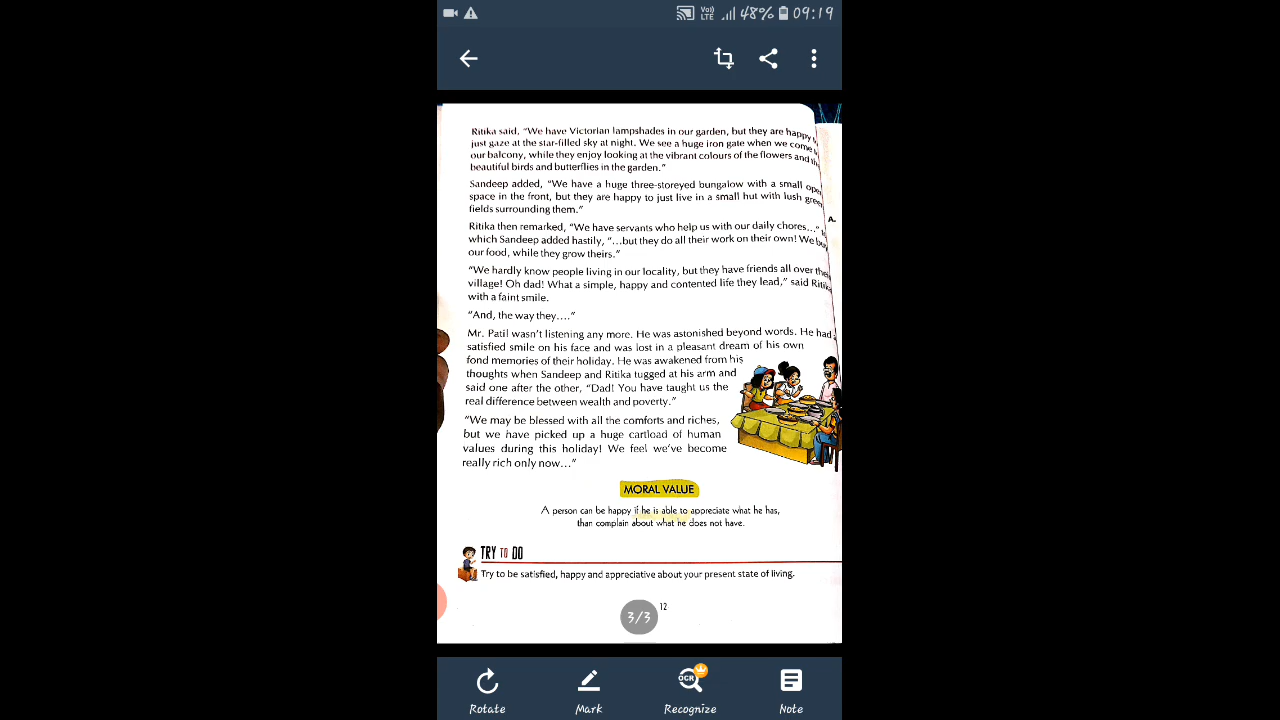 Vo) 48% 09:19
LTE
Ritika said, "We have Victorian lampshades in our garden, but they are happy
just gaze at the star-filled sky at night. We see a huge iron gate when we come
our balcony, while they enjoy looking at the vibrant colours of the flowers and
beautiful birds and butterflies in the garden."
Sandeep added, "We have a huge three-storeyed bungalow with a small
space in the front, but they are happy to just live in a small hut with lush
fields surrounding them."
Ritika then remarked, "We have servants who help us with our daily chores..."
which Sandeep added hastily, "...but they do all their work on their own! We
our food, while they grow theirs."
"We hardly know people living in our locality, but they have friends all over
village! Oh dad! What a simple, happy and contented life they lead," said
with a faint smile.
"And, the way they...."
Mr. Patil wasn't listening any more. He was astonished beyond words. He had
satisfied smile on his face and was lost in a pleasant dream of his own
fond memories of their holiday. He was awakened from his
thoughts when Sandeep and Ritika tugged at his arm and
said one after the other, "Dad! You have taught us the
real difference between wealth and poverty."
"We may be blessed with all the comforts and riches,
but we have picked up a huge cartload of human
values during this holiday! We feel we've become
really rich only now..."
MORAL VALUE
A person can be happy if he is able to appreciate what he has,
than complain about what he does not have.
TRY TO DO
Try to be satisfied, happy and appreciative about your present state of living.
12
3/3
A.
Rotate Mark OCR Recognize Note